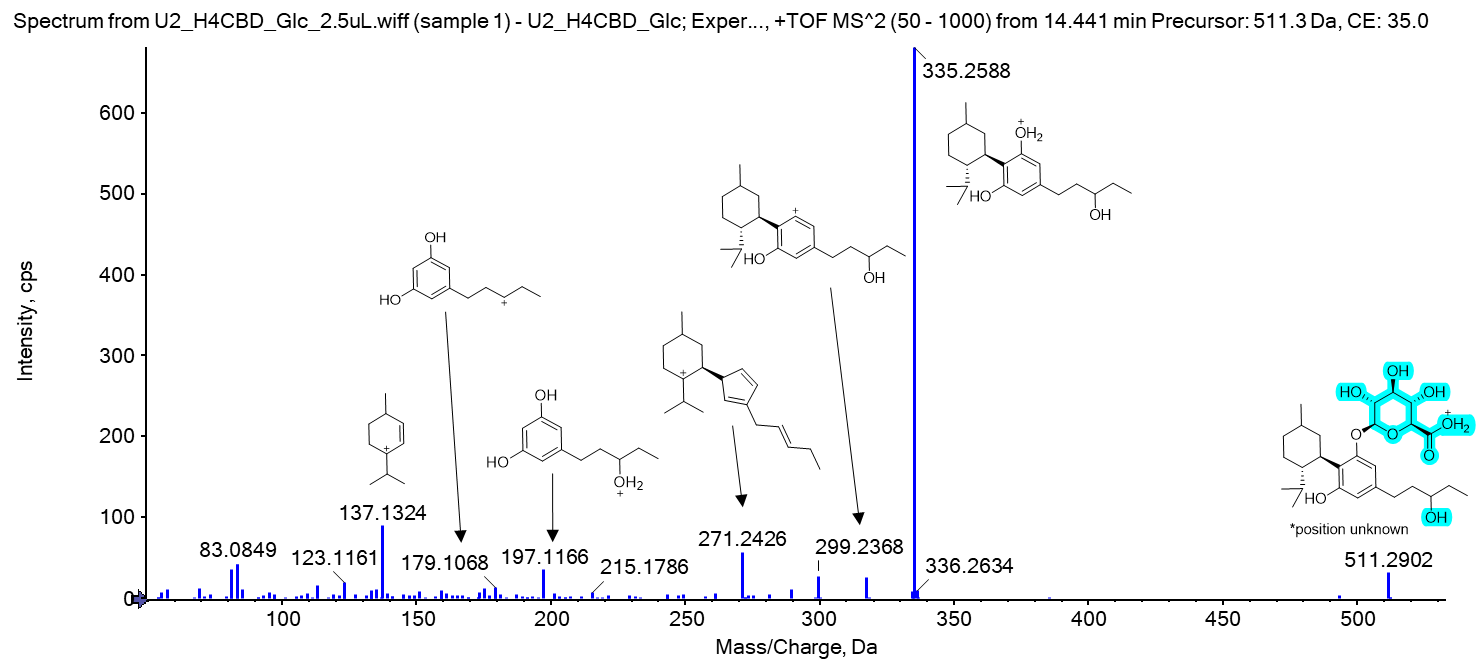 Spectrum from U2_H4CBD_Glc_2.5uL.wiff (sample 1) - U2_H4CBD_Glc; Exper..., +TOF MS^2 (50 - 1000) from 14.441 min Precursor: 511.3 Da, CE: 35.0
Intensity, cps
600
500
400
300
200
100
0
335.2588
+
OH2
HO
OH
+
HO
OH
OH
HO
+
+
OH
HO
OH2
+
+
OH
HO
OH
+
OH2
O
O
O
HO
OH
*position unknown
137.1324
83.0849
123.1161
179.1068
197.1166
215.1786
271.2426
299.2368
336.2634
511.2902
100
150
200
250
300
350
400
450
500
Mass/Charge, Da